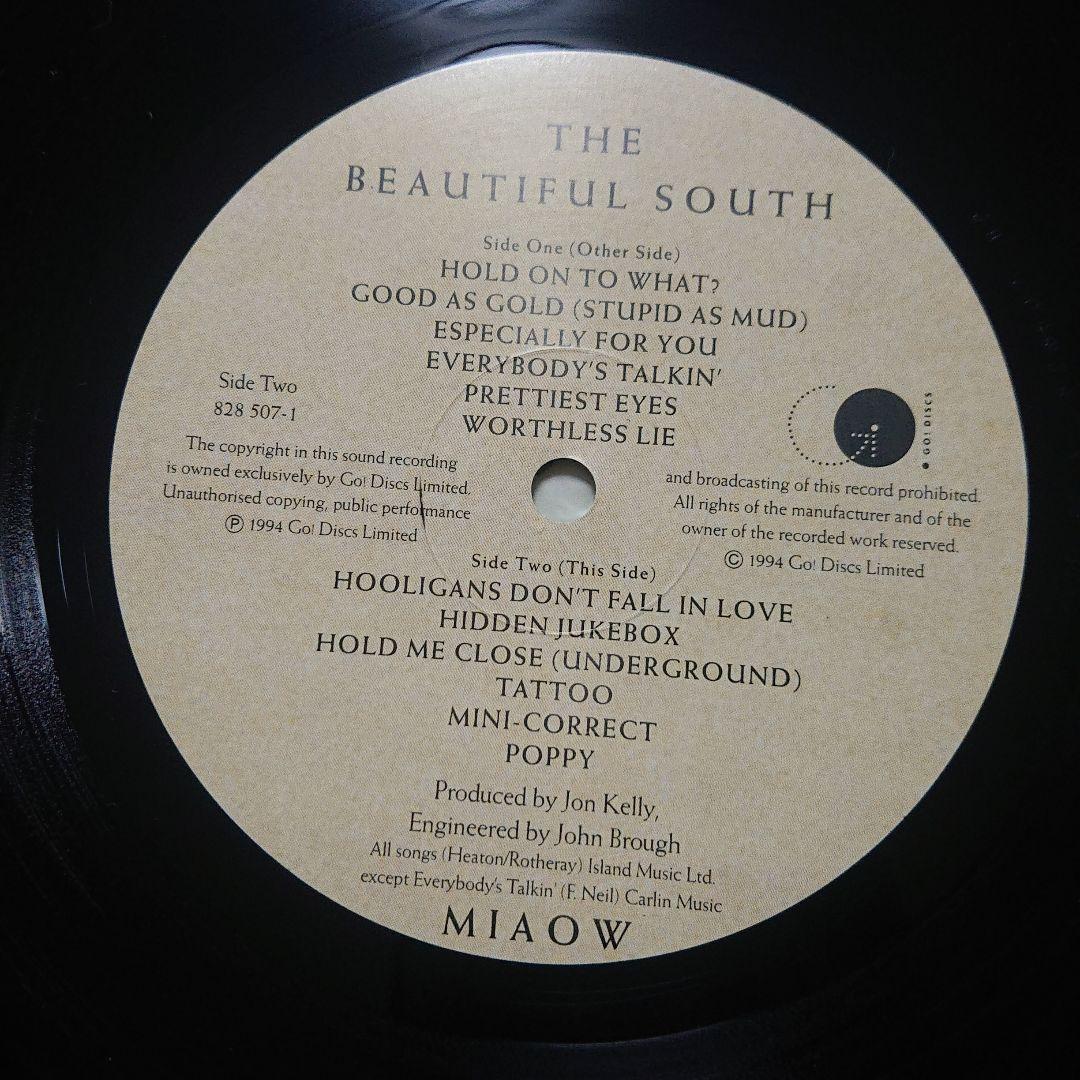 THE
BEAUTIFUL SOUTH
Side One (Other Side)
HOLD ON TO WHAT?
GOOD AS GOLD (STUPID AS MUD)
ESPECIALLY FOR YOU
EVERYBODY'S TALKIN'
PRETTIEST EYES
WORTHLESS LIE
Side Two
828 507-1
The copyright in this sound recording
is owned exclusively by Go! Discs Limited.
Unauthorised copying, public performance
℗ 1994 Go! Discs Limited
● GO! DISCS
and broadcasting of this record prohibited.
All rights of the manufacturer and of the
owner of the recorded work reserved.
© 1994 Go! Discs Limited
Side Two (This Side)
HOOLIGANS DON'T FALL IN LOVE
HIDDEN JUKEBOX
HOLD ME CLOSE (UNDERGROUND)
TATTOO
MINI-CORRECT
POPPY
Produced by Jon Kelly,
Engineered by John Brough
All songs (Heaton/Rotheray) Island Music Ltd.
except Everybody's Talkin' (F. Neil) Carlin Music
MIAOW